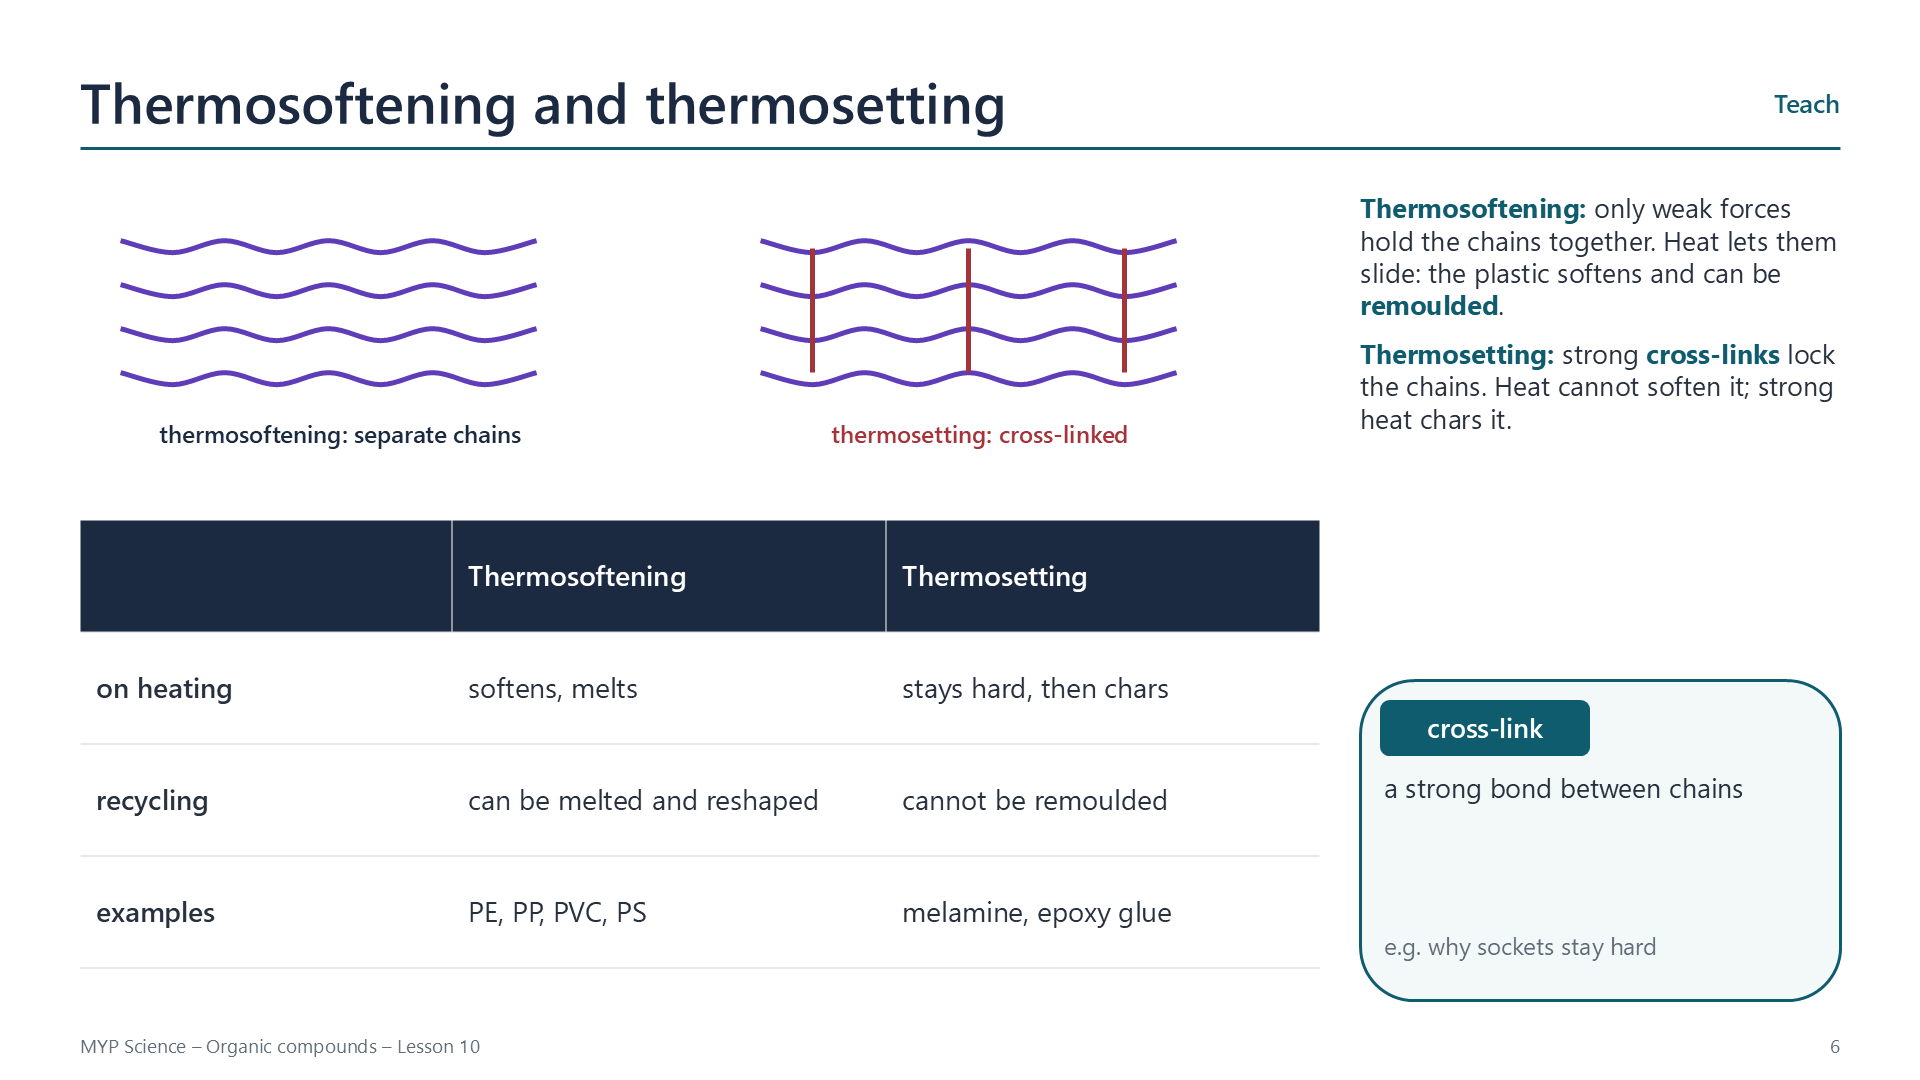 Thermosoftening and thermosetting
Teach
thermosoftening: separate chains
thermosetting: cross-linked
Thermosoftening: only weak forces
hold the chains together. Heat lets them
slide: the plastic softens and can be
remoulded.
Thermosetting: strong cross-links lock
the chains. Heat cannot soften it; strong
heat chars it.
Thermosoftening Thermosetting
on heating softens, melts stays hard, then chars
recycling can be melted and reshaped cannot be remoulded
examples PE, PP, PVC, PS melamine, epoxy glue
cross-link
a strong bond between chains
e.g. why sockets stay hard
MYP Science – Organic compounds – Lesson 10
6